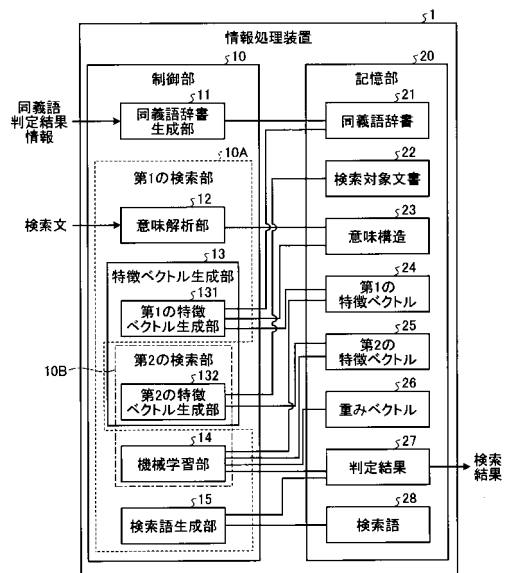 1
情報処理装置
10
制御部
20
記憶部
同義語
判定結果
情報
11
同義語辞書
生成部
21
同義語辞書
10A
第1の検索部
22
検索対象文書
検索文
12
意味解析部
23
意味構造
13
特徴ベクトル生成部
131
第1の特徴
ベクトル生成部
24
第1の
特徴ベクトル
10B
第2の検索部
132
第2の特徴
ベクトル生成部
25
第2の
特徴ベクトル
26
重みベクトル
14
機械学習部
27
判定結果
検索
結果
15
検索語生成部
28
検索語